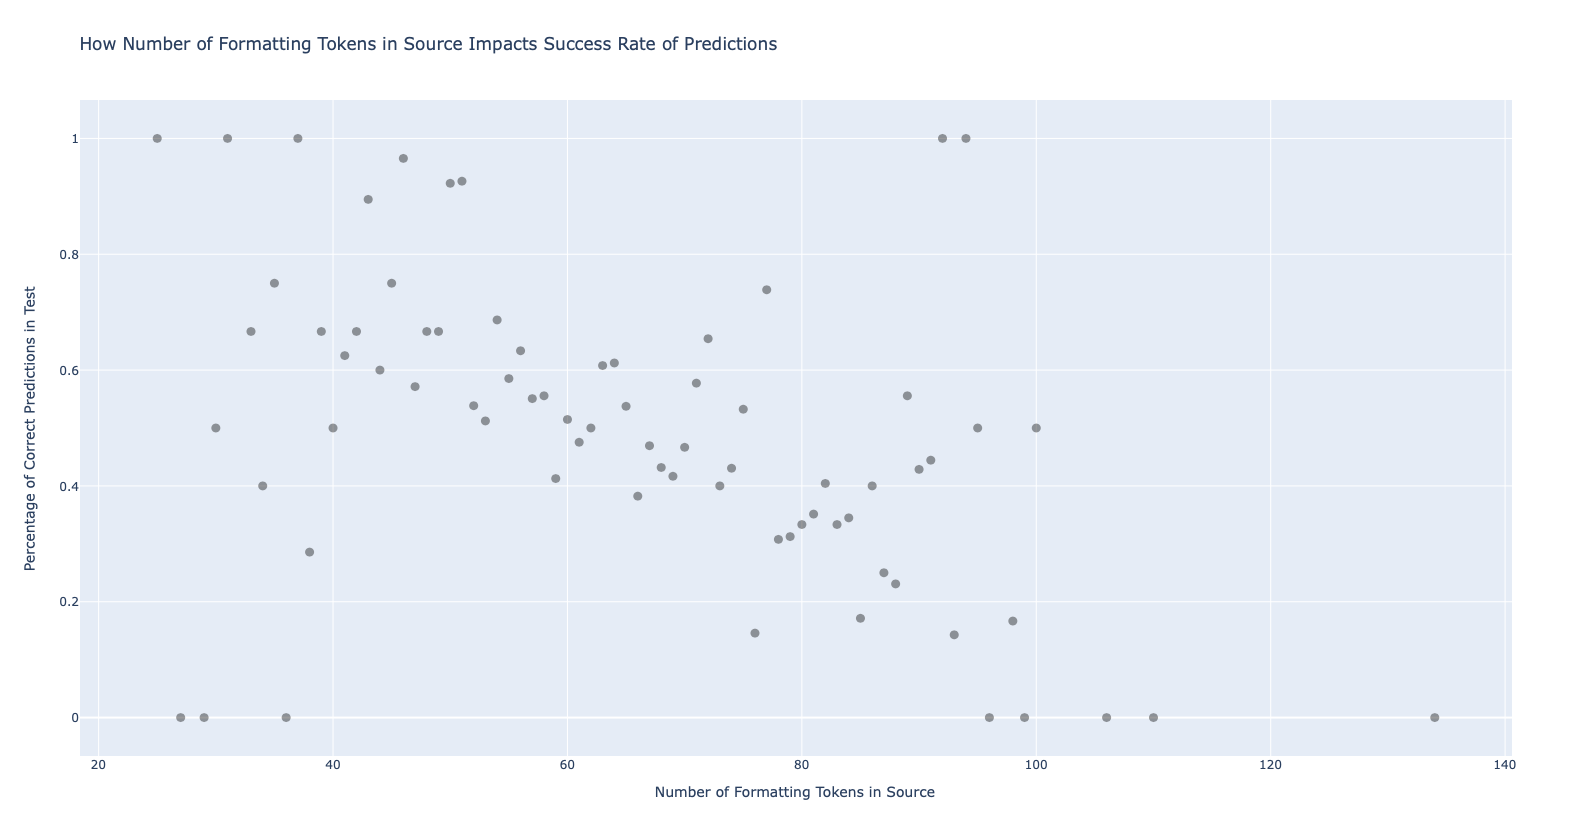 How Number of Formatting Tokens in Source Impacts Success Rate of Predictions
Percentage of Correct Predictions in Test
1
0.8
0.6
0.4
0.2
0
20 40 60 80 100 120 140
Number of Formatting Tokens in Source